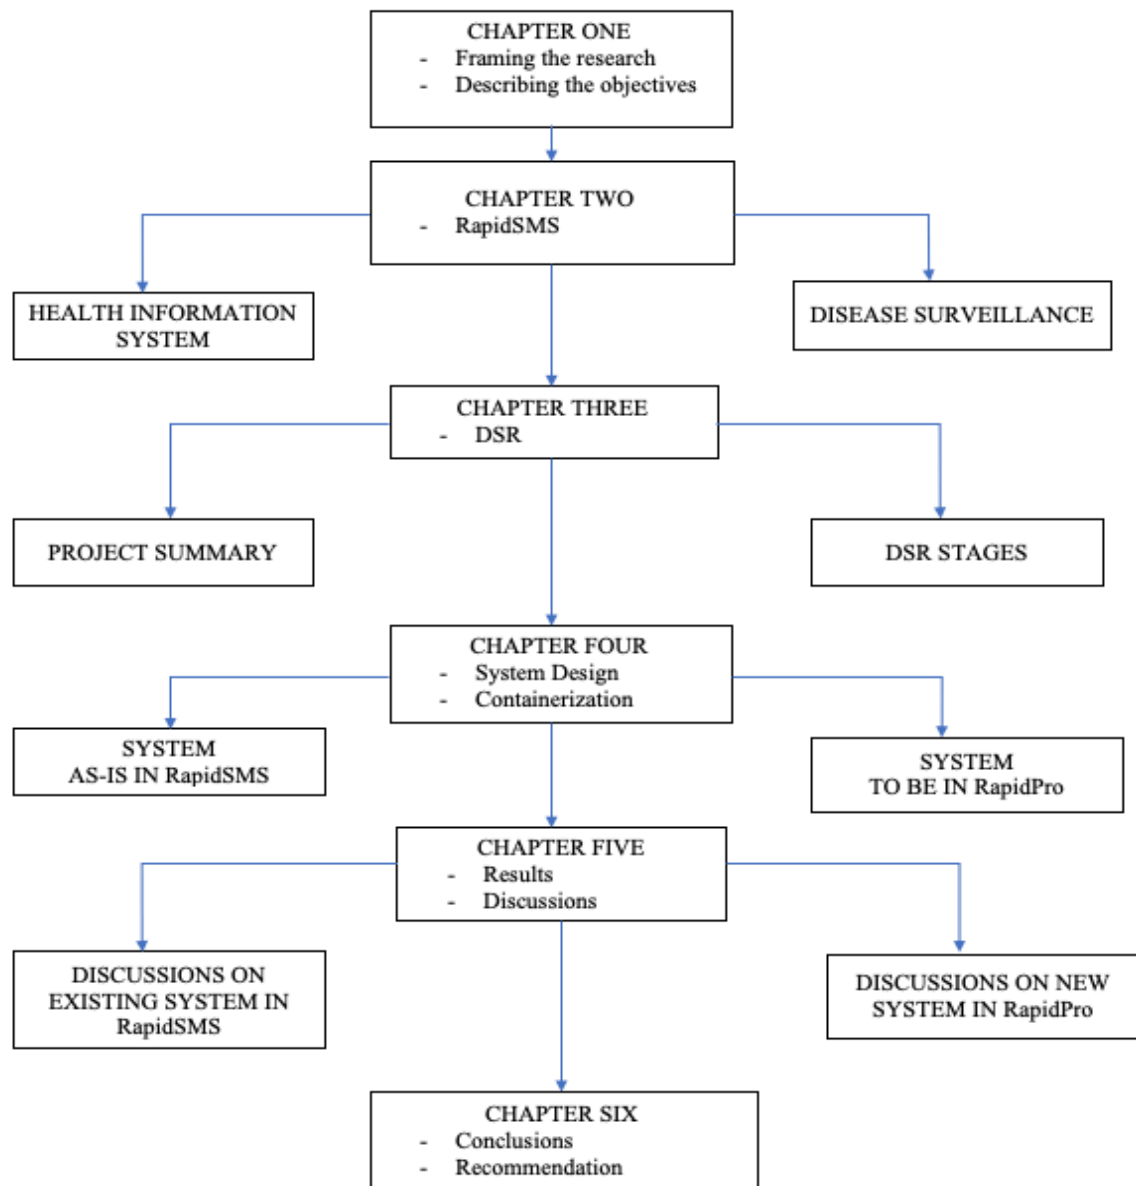 CHAPTER ONE
- Framing the research
- Describing the objectives
CHAPTER TWO
- RapidSMS
HEALTH INFORMATION
SYSTEM
DISEASE SURVEILLANCE
CHAPTER THREE
- DSR
PROJECT SUMMARY
DSR STAGES
CHAPTER FOUR
- System Design
- Containerization
SYSTEM
AS-IS IN RapidSMS
SYSTEM
TO BE IN RapidPro
CHAPTER FIVE
- Results
- Discussions
DISCUSSIONS ON
EXISTING SYSTEM IN
RapidSMS
DISCUSSIONS ON NEW
SYSTEM IN RapidPro
CHAPTER SIX
- Conclusions
- Recommendation